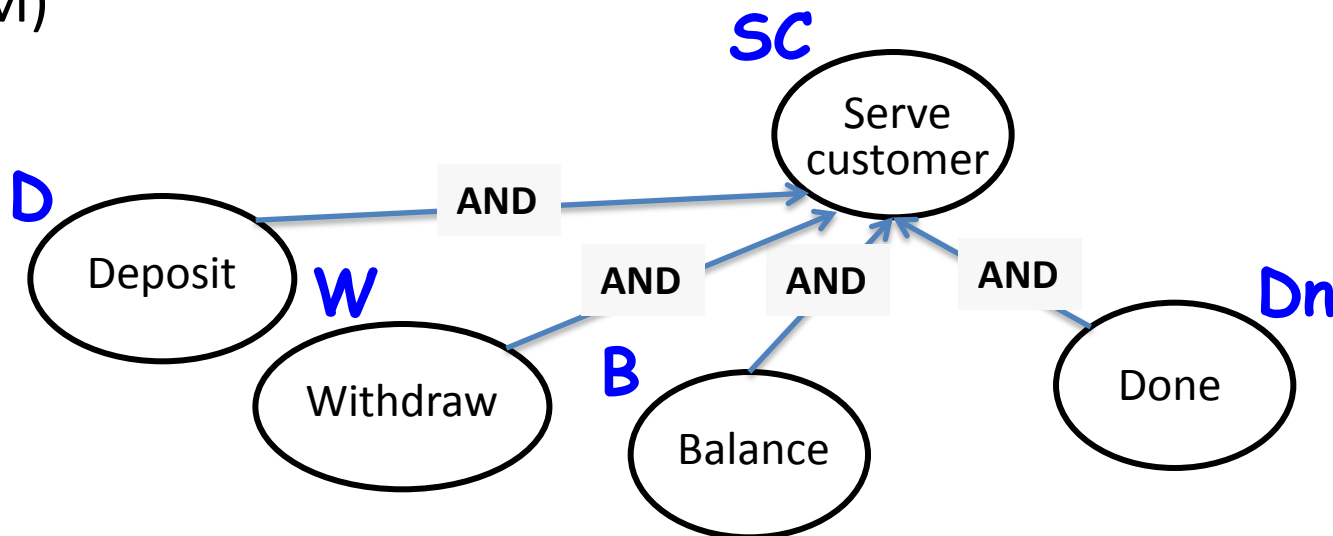 M)
SC
Serve
customer
D
AND
Deposit
W
AND
AND
AND
Dn
Withdraw
B
Done
Balance